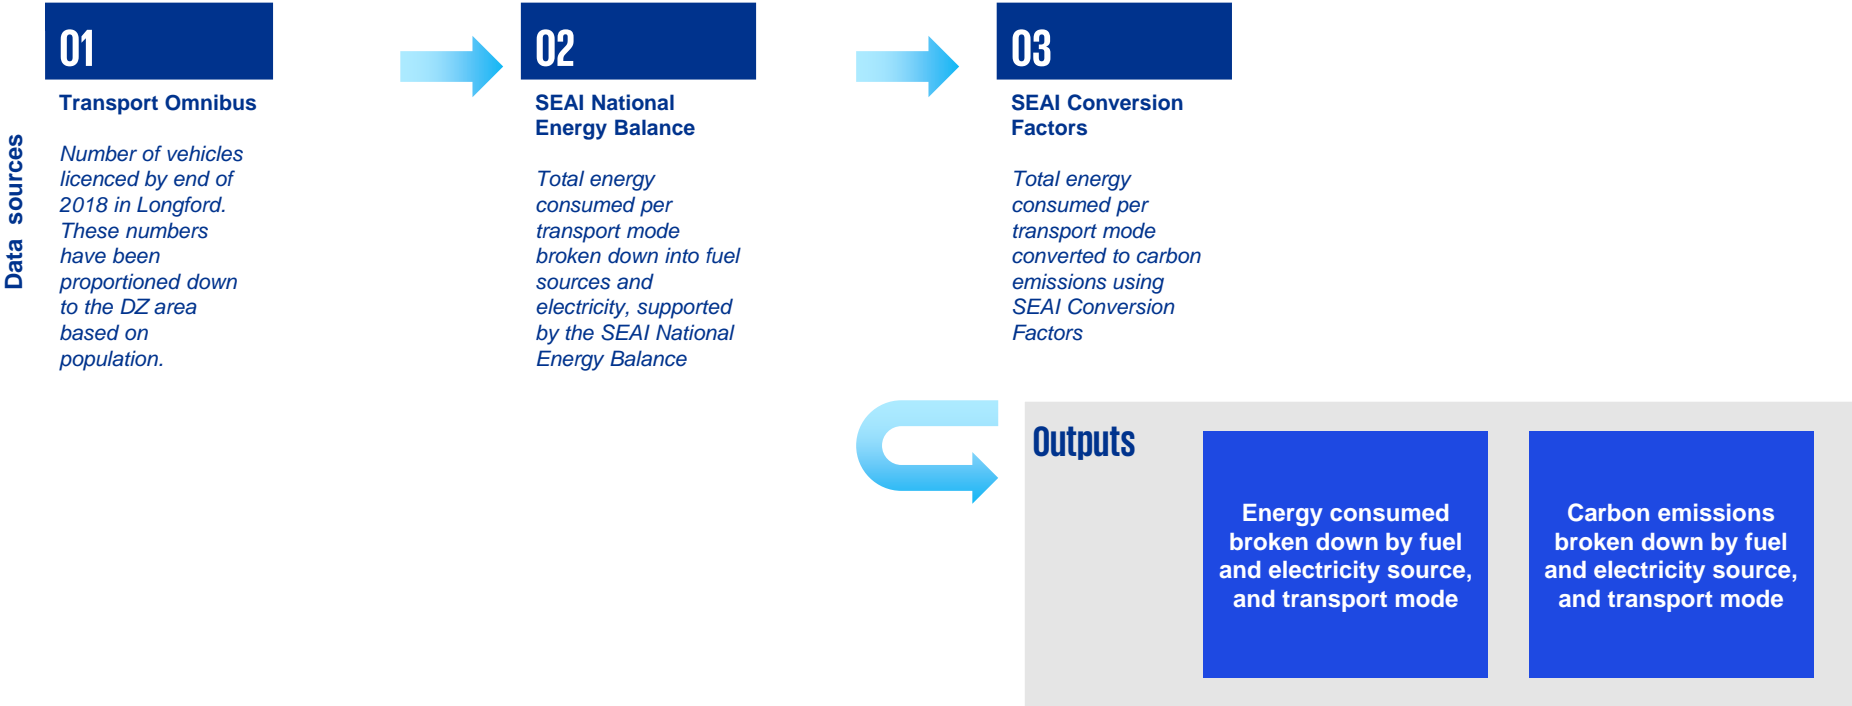 Data sources
01
Transport Omnibus
Number of vehicles
licenced by end of
2018 in Longford.
These numbers
have been
proportioned down
to the DZ area
based on
population.
02
SEAI National
Energy Balance
Total energy
consumed per
transport mode
broken down into fuel
sources and
electricity, supported
by the SEAI National
Energy Balance
03
SEAI Conversion
Factors
Total energy
consumed per
transport mode
converted to carbon
emissions using
SEAI Conversion
Factors
Outputs
Energy consumed
broken down by fuel
and electricity source,
and transport mode
Carbon emissions
broken down by fuel
and electricity source,
and transport mode